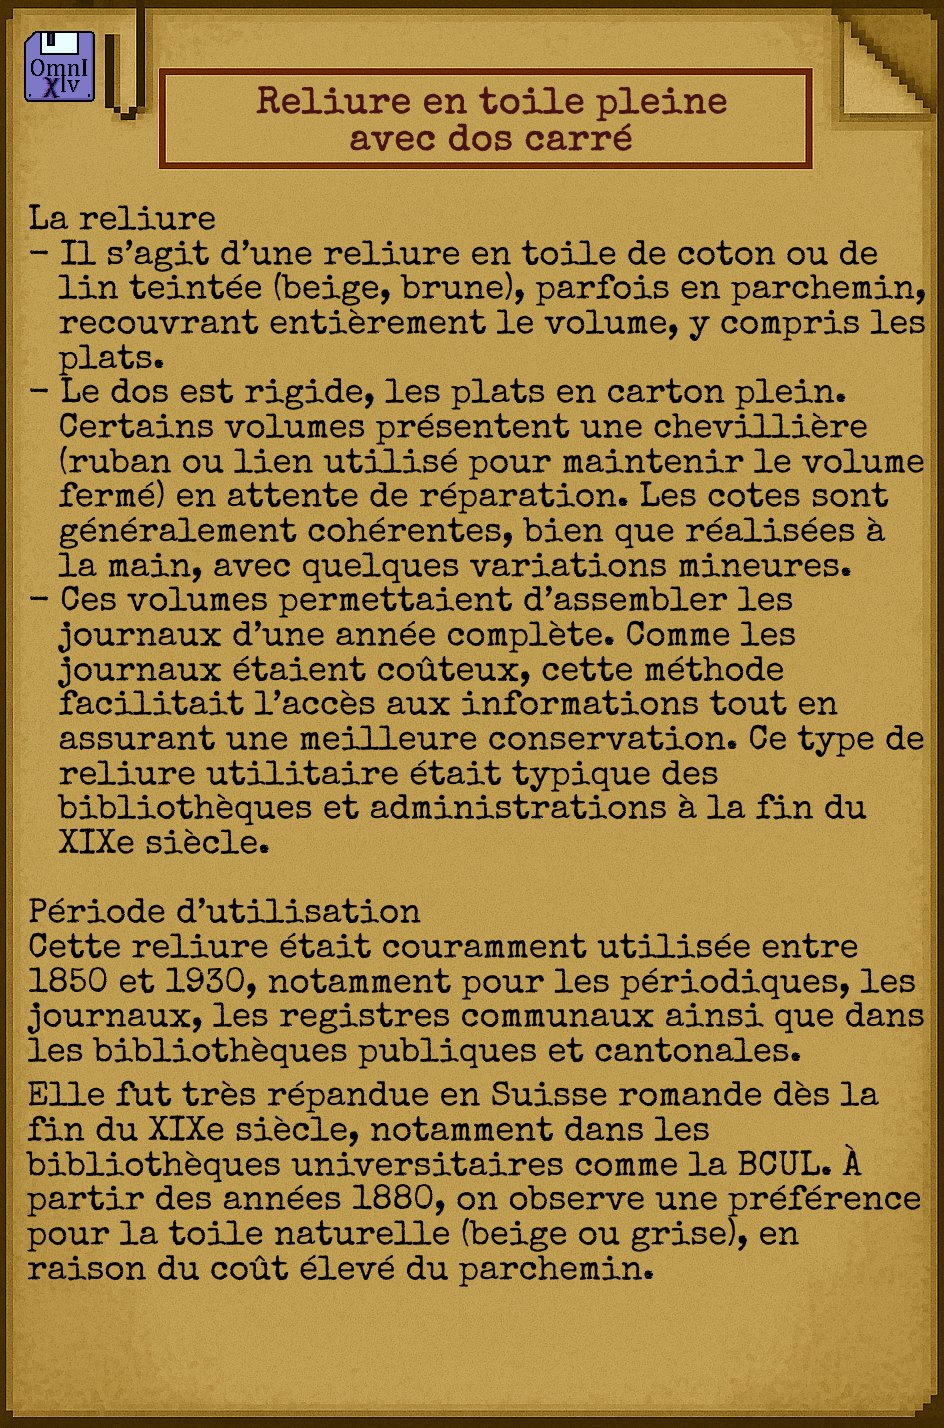 OmnI
XIV
Reliure en toile pleine
avec dos carré
La reliure
- Il s'agit d'une reliure en toile de coton ou de
lin teintée (beige, brune), parfois en parchemin,
recouvrant entièrement le volume, y compris les
plats.
- Le dos est rigide, les plats en carton plein.
Certains volumes présentent une chevillière
(ruban ou lien utilisé pour maintenir le volume
fermé) en attente de réparation. Les cotes sont
généralement cohérentes, bien que réalisées à
la main, avec quelques variations mineures.
- Ces volumes permettaient d'assembler les
journaux d'une année complète. Comme les
journaux étaient coûteux, cette méthode
facilitait l'accès aux informations tout en
assurant une meilleure conservation. Ce type de
reliure utilitaire était typique des
bibliothèques et administrations à la fin du
XIXe siècle.
Période d'utilisation
Cette reliure était couramment utilisée entre
1850 et 1930, notamment pour les périodiques, les
journaux, les registres communaux ainsi que dans
les bibliothèques publiques et cantonales.
Elle fut très répandue en Suisse romande dès la
fin du XIXe siècle, notamment dans les
bibliothèques universitaires comme la BCUL. À
partir des années 1880, on observe une préférence
pour la toile naturelle (beige ou grise), en
raison du coût élevé du parchemin.